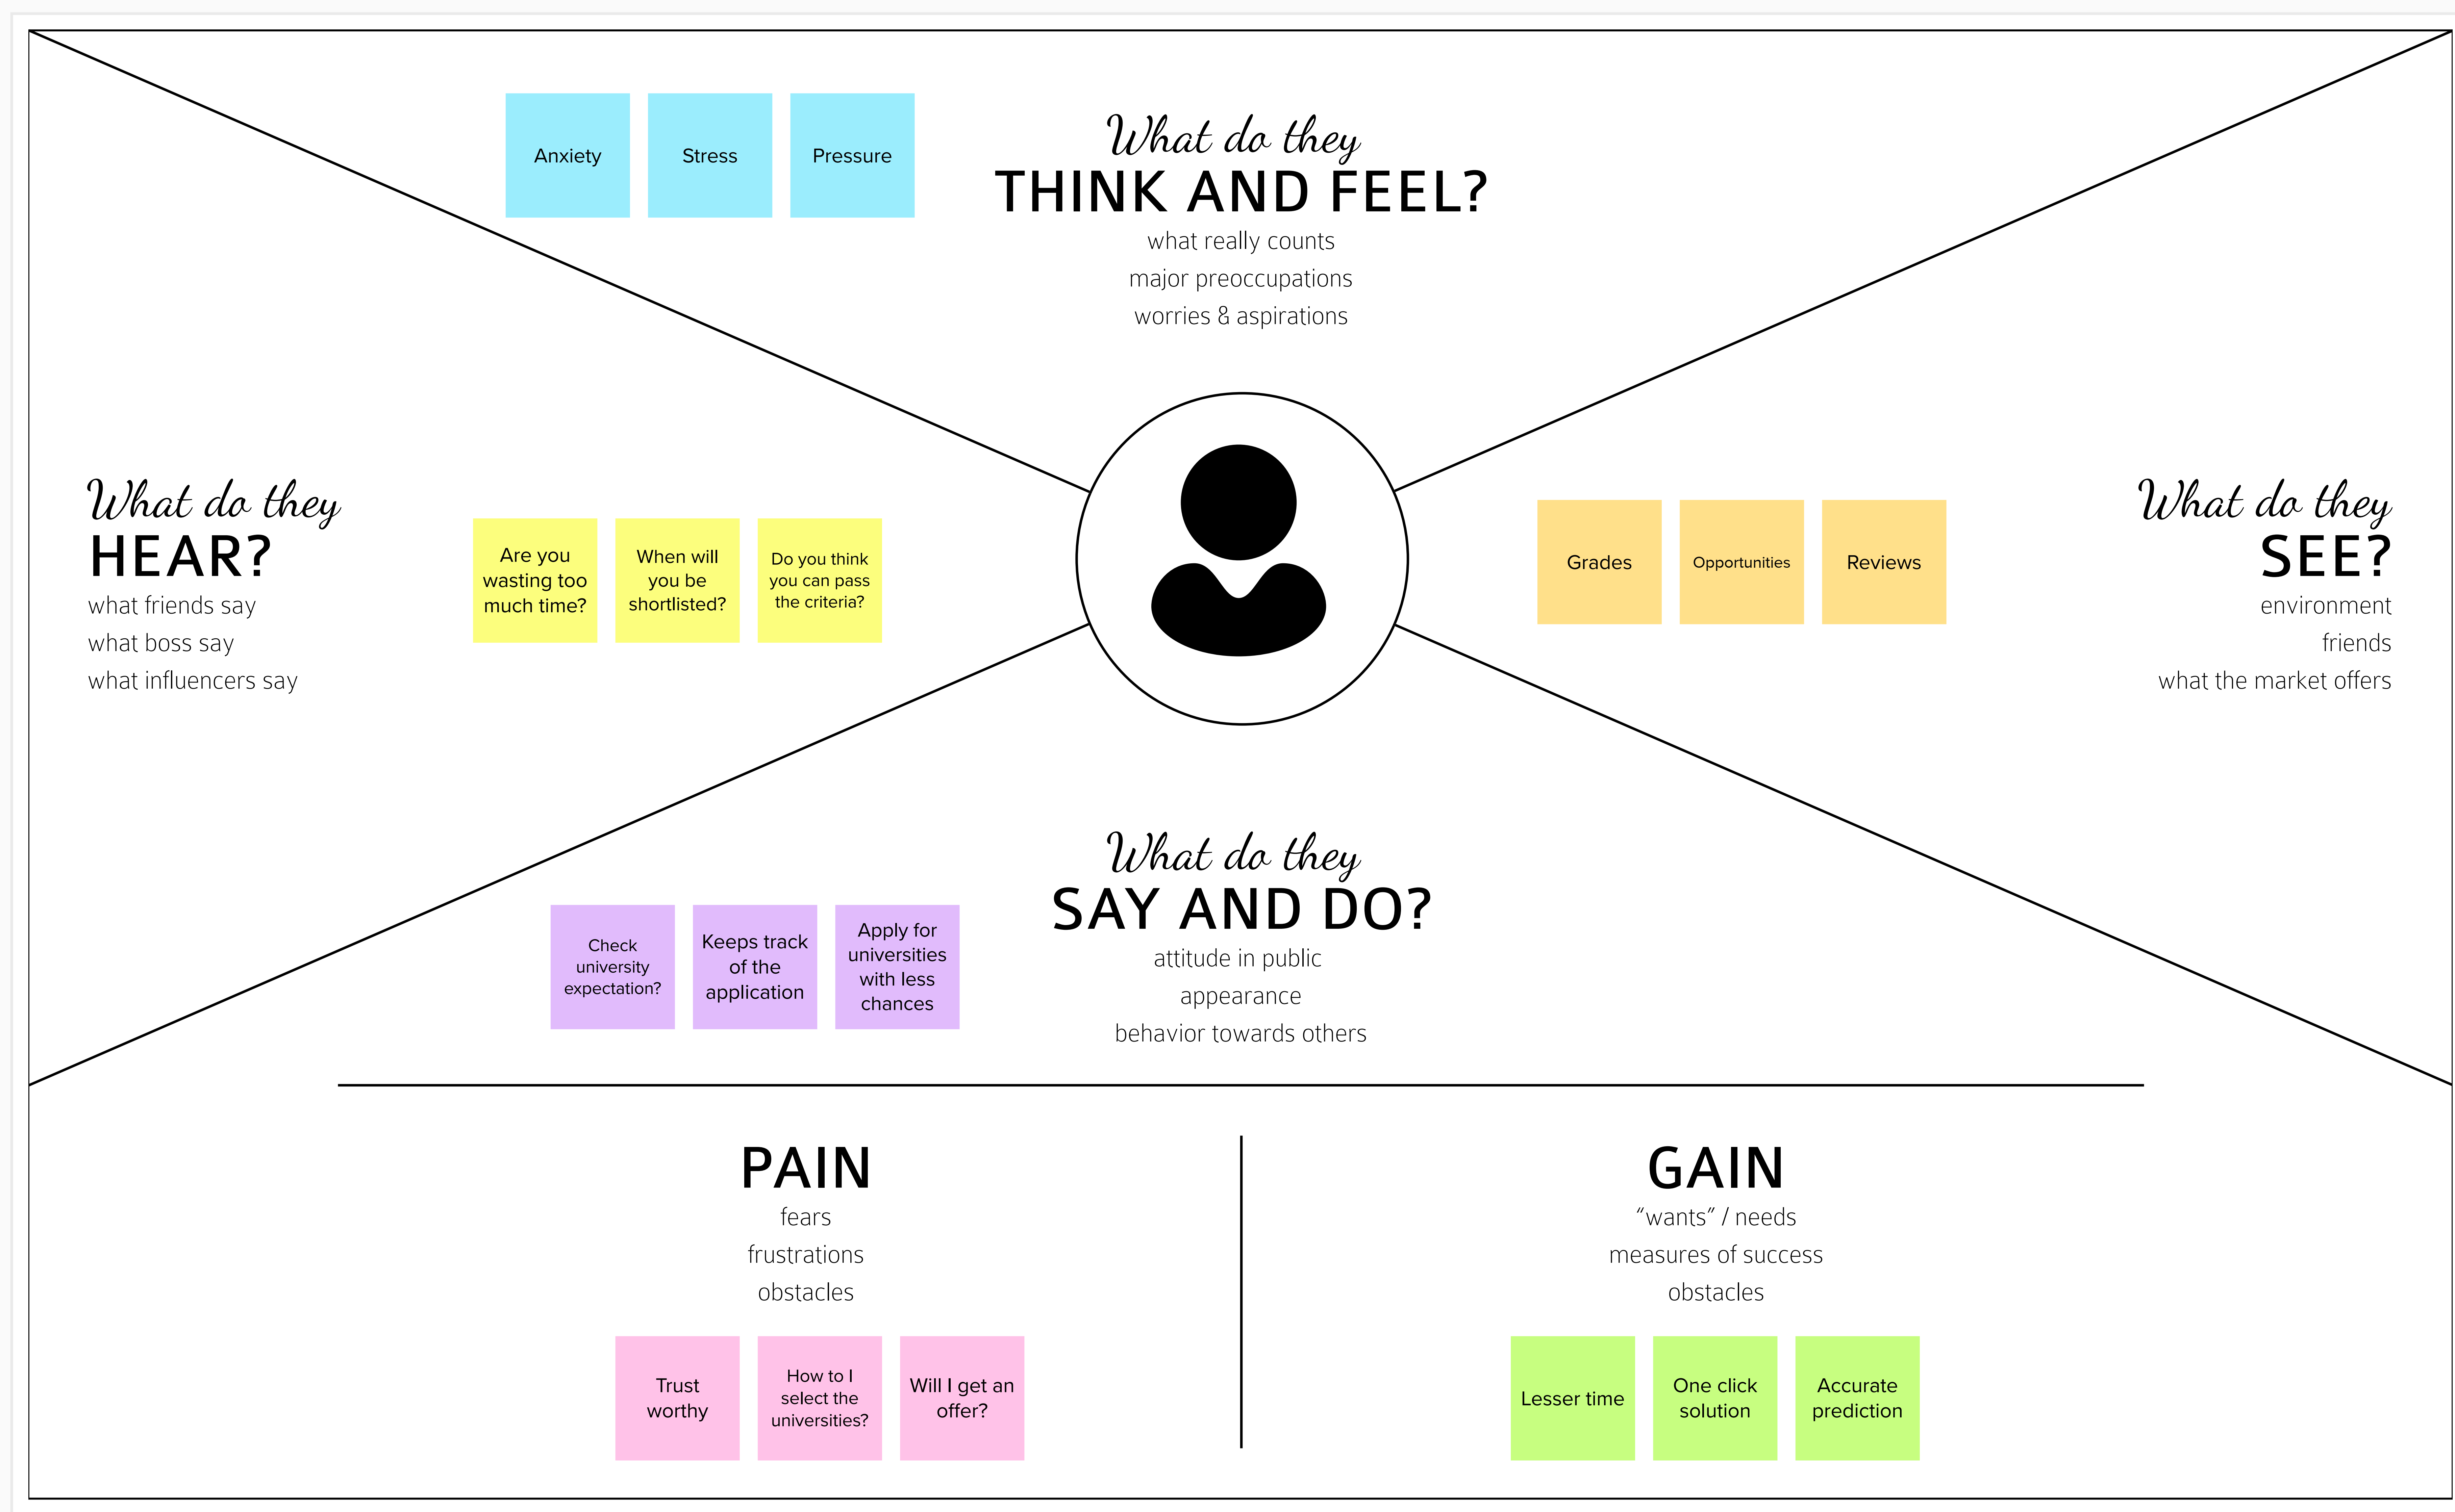 Anxiety
Stress
Pressure
What do they
THINK AND FEEL?
what really counts
major preoccupations
worries & aspirations
What do they
HEAR?
what friends say
what boss say
what influencers say
Are you
wasting too
much time?
When will
you be
shortlisted?
Do you think
you can pass
the criteria?
Grades
Opportunities
Reviews
What do they
SEE?
environment
friends
what the market offers
What do they
SAY AND DO?
attitude in public
appearance
behavior towards others
Check
university
expectation?
Keeps track
of the
application
Apply for
universities
with less
chances
PAIN
fears
frustrations
obstacles
Trust
worthy
How to I
select the
universities?
Will I get an
offer?
GAIN
“wants” / needs
measures of success
obstacles
Lesser time
One click
solution
Accurate
prediction